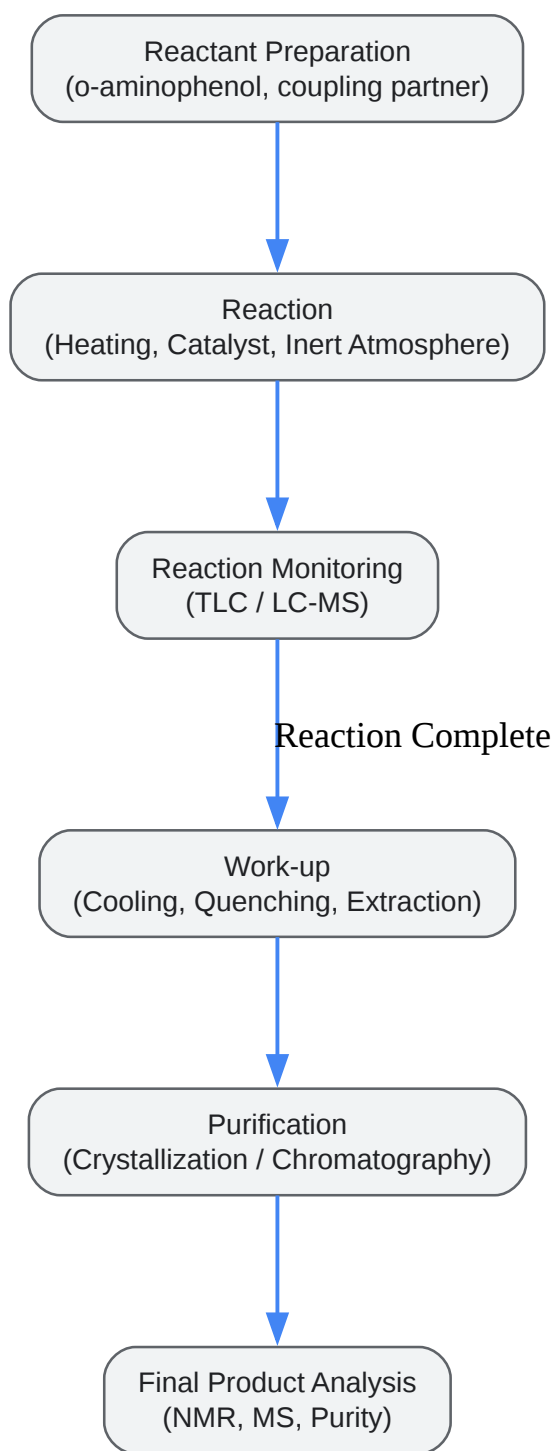 Reactant Preparation
(o-aminophenol, coupling partner)
Reaction
(Heating, Catalyst, Inert Atmosphere)
Reaction Monitoring
(TLC / LC-MS)
Reaction Complete
Work-up
(Cooling, Quenching, Extraction)
Purification
(Crystallization / Chromatography)
Final Product Analysis
(NMR, MS, Purity)